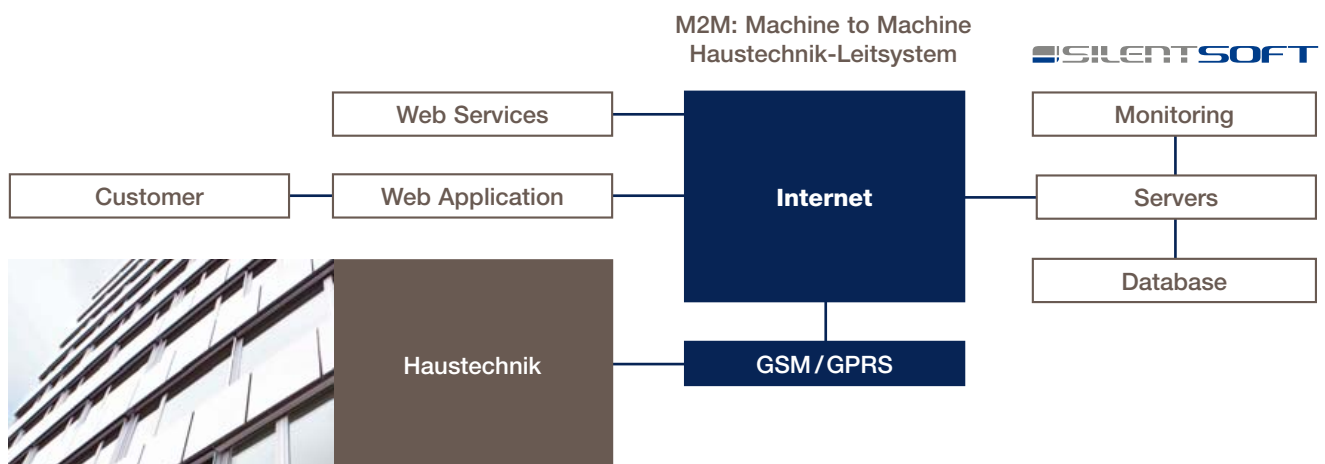 M2M: Machine to Machine
Haustechnik-Leitsystem
SILENTSOFT
Web Services
Monitoring
Customer
Web Application
Internet
Servers
Database
Haustechnik
GSM/GPRS